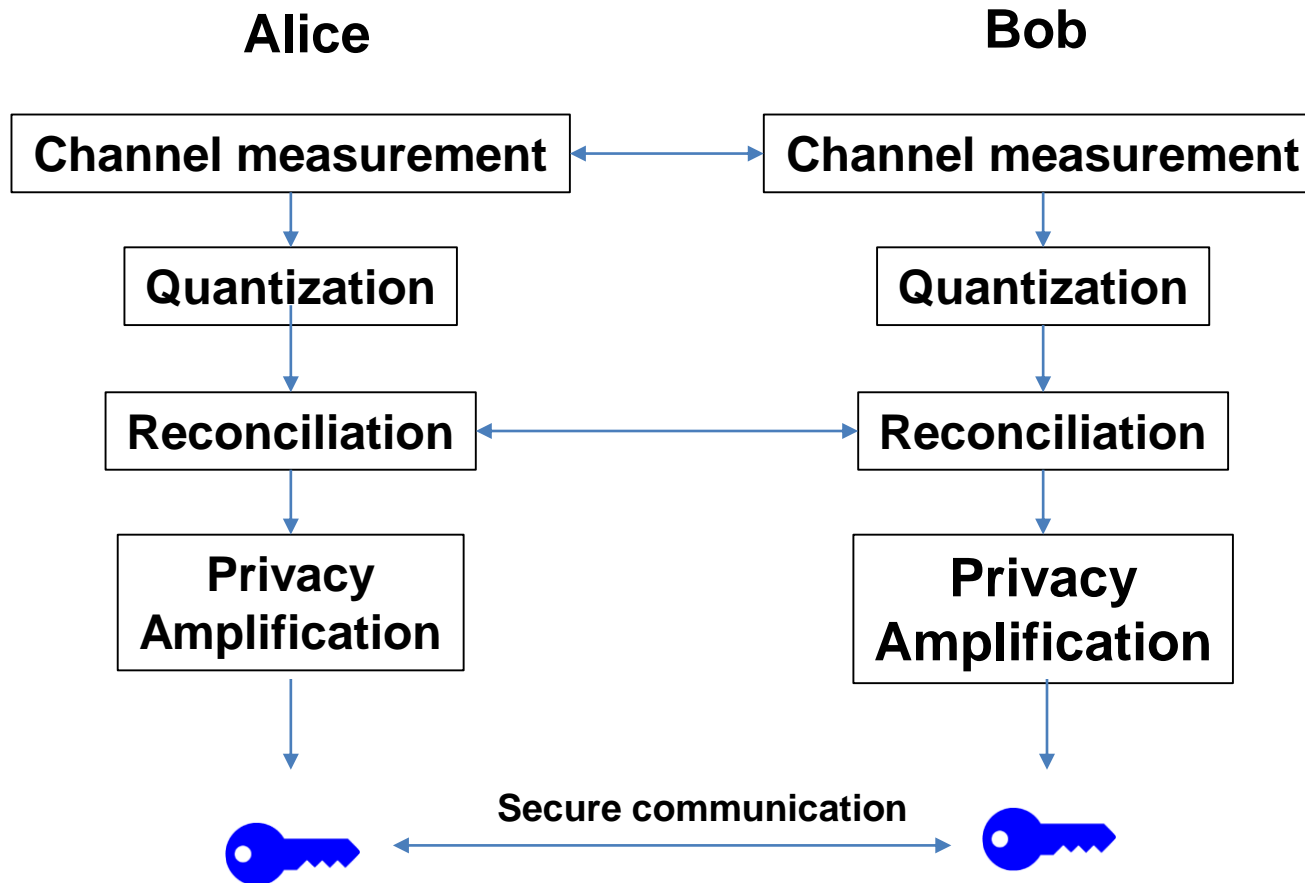 Alice
Bob
Channel measurement
Channel measurement
Quantization
Quantization
Reconciliation
Reconciliation
Privacy
Amplification
Privacy
Amplification
Secure communication